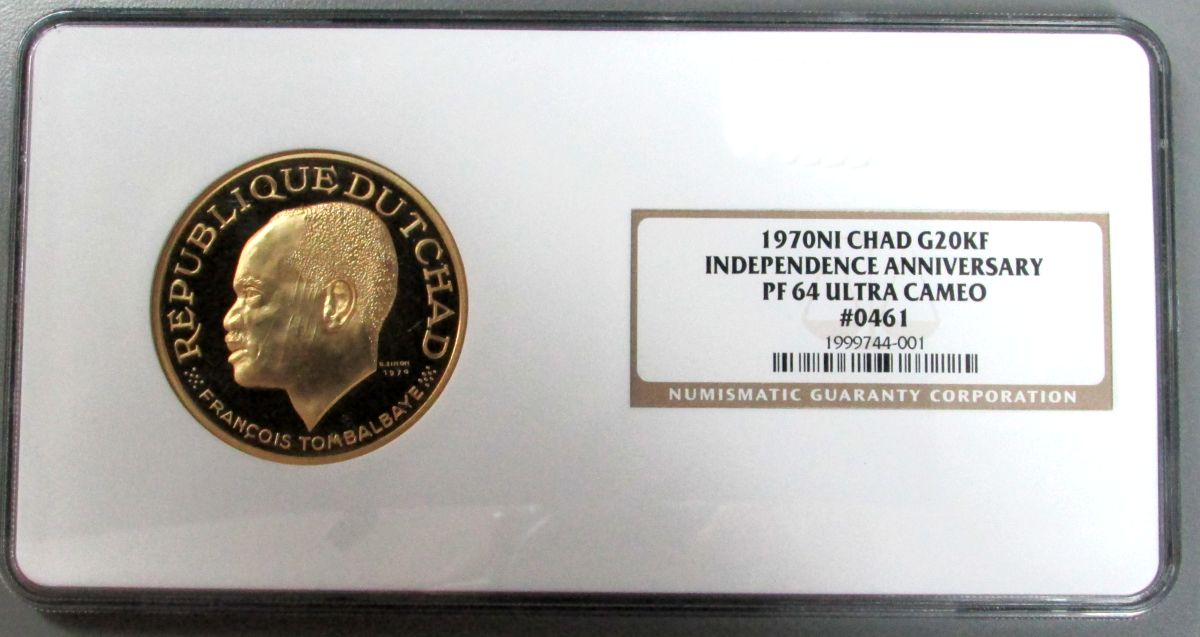 REPUBLIQUE DU TCHAD
1970
FRANÇOIS TOMBALBAYE
1970NI CHAD G20KF
INDEPENDENCE ANNIVERSARY
PF 64 ULTRA CAMEO
#0461
1999744-001
NUMISMATIC GUARANTY CORPORATION